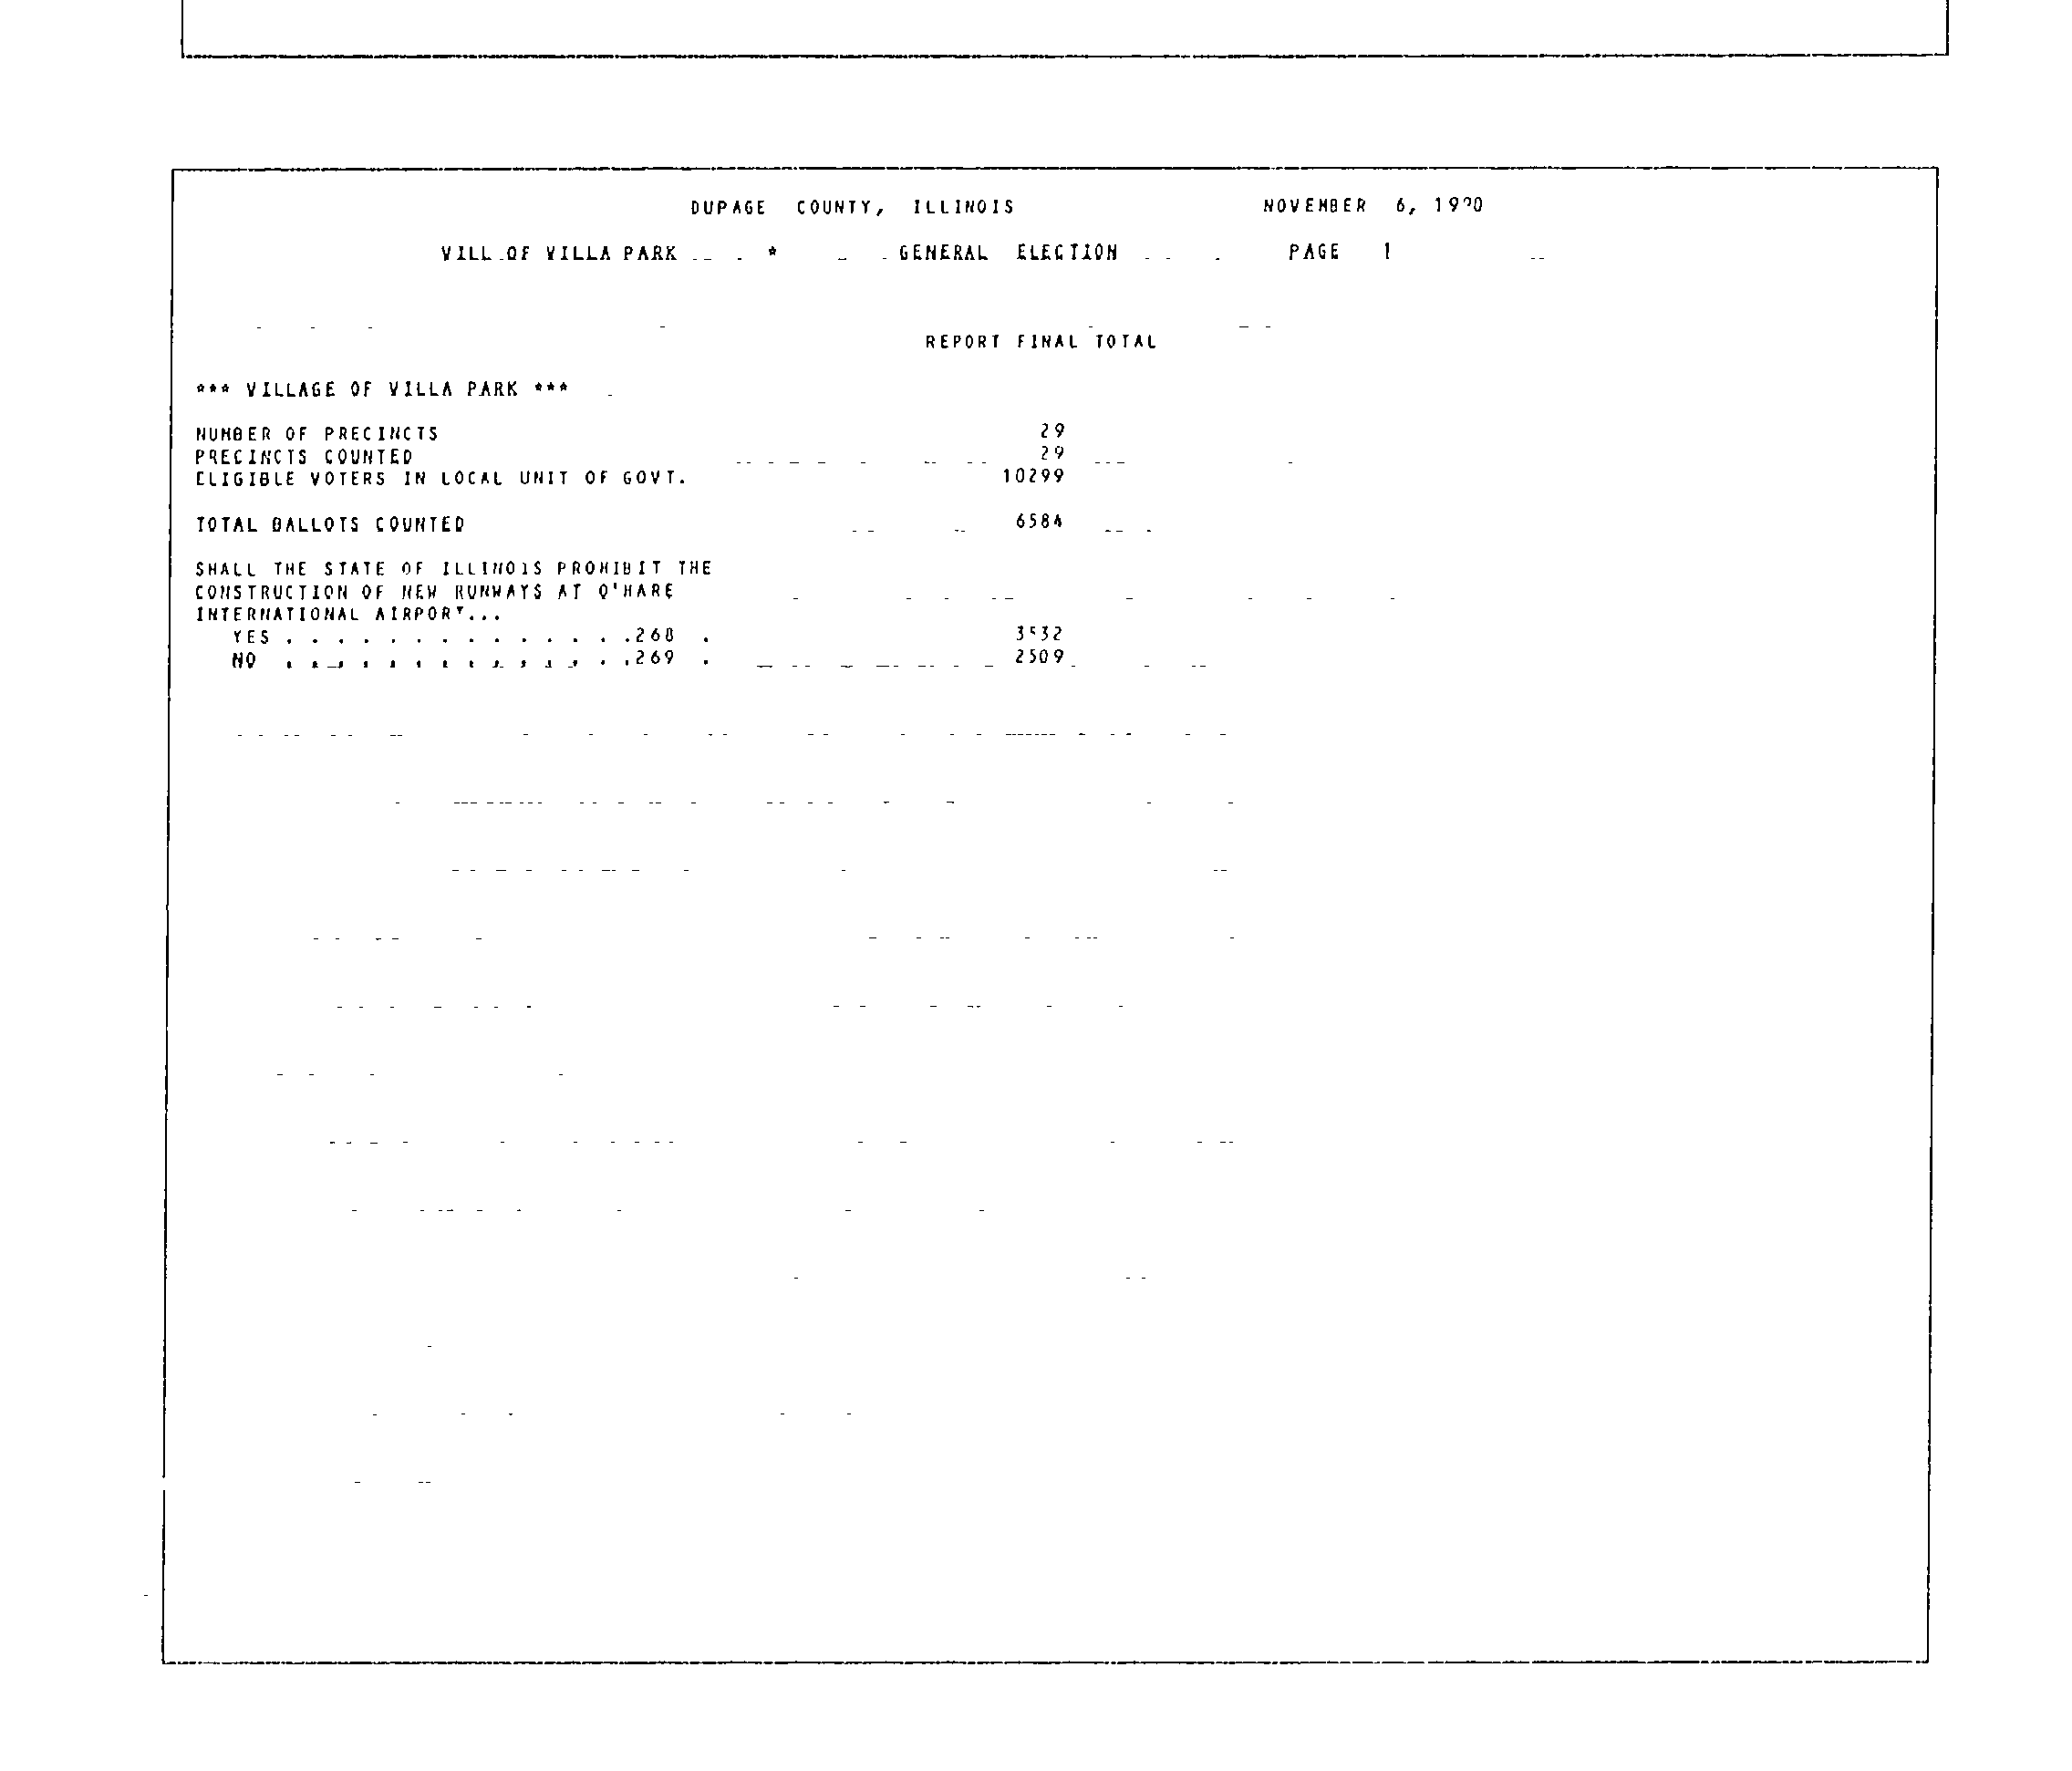 DUPAGE COUNTY, ILLINOIS NOVEMBER 6, 1990
VILL OF VILLA PARK * GENERAL ELECTION PAGE 1
REPORT FINAL TOTAL
*** VILLAGE OF VILLA PARK ***
NUMBER OF PRECINCTS 29
PRECINCTS COUNTED 29
ELIGIBLE VOTERS IN LOCAL UNIT OF GOVT. 10299
TOTAL BALLOTS COUNTED 6584
SHALL THE STATE OF ILLINOIS PROHIBIT THE
CONSTRUCTION OF NEW RUNWAYS AT O'HARE
INTERNATIONAL AIRPORT...
YES . . . . . . . . . . . . . .268 . 3532
NO . . . . . . . . . . . . . .269 . 2509